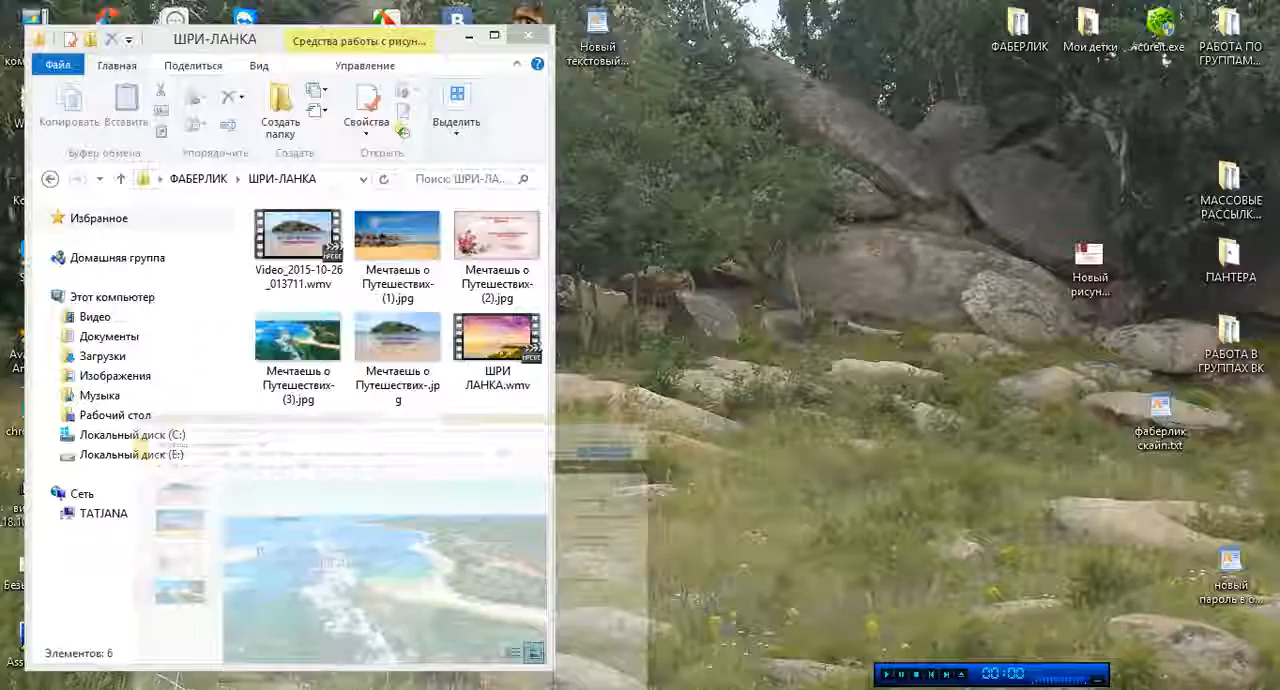 ШРИ-ЛАНКА
Средства работы с рисун...
Файл
Главная
Поделиться
Вид
Управление
Копировать
Вставить
Создать
папку
Свойства
Выделить
Буфер обмена
Упорядочить
Создать
Открыть
ФАБЕРЛИК
ШРИ-ЛАНКА
Поиск: ШРИ-ЛА...
Избранное
Домашняя группа
Этот компьютер
Видео
Документы
Загрузки
Изображения
Музыка
Рабочий стол
Локальный диск (C:)
Локальный диск (E:)
Сеть
TATJANA
Video_2015-10-26
_013711.wmv
Мечтаешь о
Путешествих-
(1).jpg
Мечтаешь о
Путешествих-
(2).jpg
Мечтаешь о
Путешествих-
(3).jpg
Мечтаешь о
Путешествих-.jp
g
ШРИ
ЛАНКА.wmv
Элементов: 6
Новый
текстовый...
ФАБЕРЛИК
Мои детки
Acureit.exe
РАБОТА ПО
ГРУППАМ...
МАССОВЫЕ
РАССЫЛК...
Новый
рисун...
ПАНТЕРА
РАБОТА В
ГРУППАХ ВК
фаберлик
скайп.txt
новый
пароль в о...
00:00